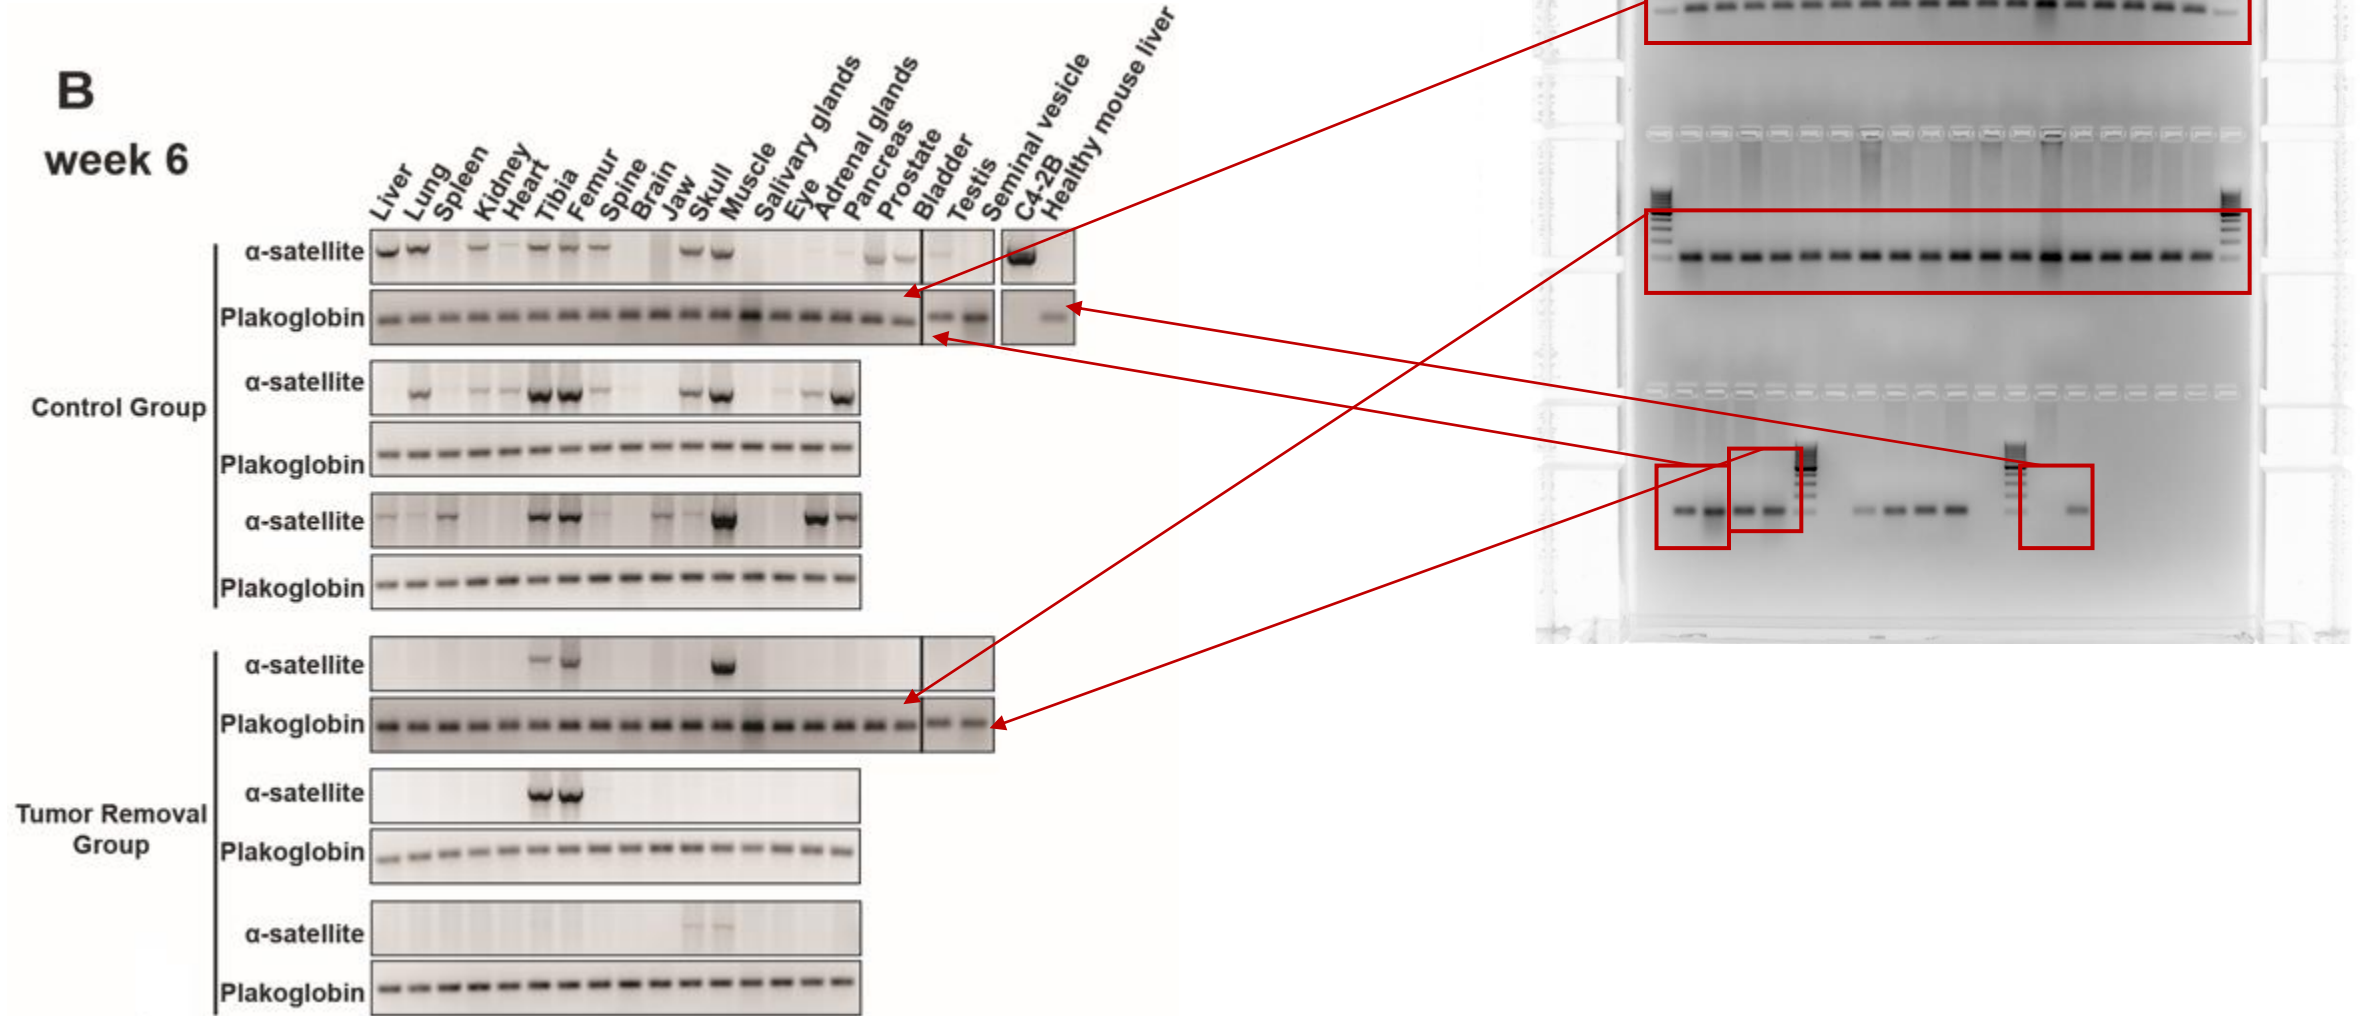 B
week 6
Liver
Lung
Spleen
Kidney
Heart
Tibia
Femur
Spine
Brain
Jaw
Skull
Muscle
Salivary glands
Eye
Adrenal glands
Pancreas
Prostate
Bladder
Testis
Seminal vesicle
C4-2B
Healthy mouse liver
Control Group
α-satellite
Plakoglobin
α-satellite
Plakoglobin
α-satellite
Plakoglobin
Tumor Removal
Group
α-satellite
Plakoglobin
α-satellite
Plakoglobin
α-satellite
Plakoglobin